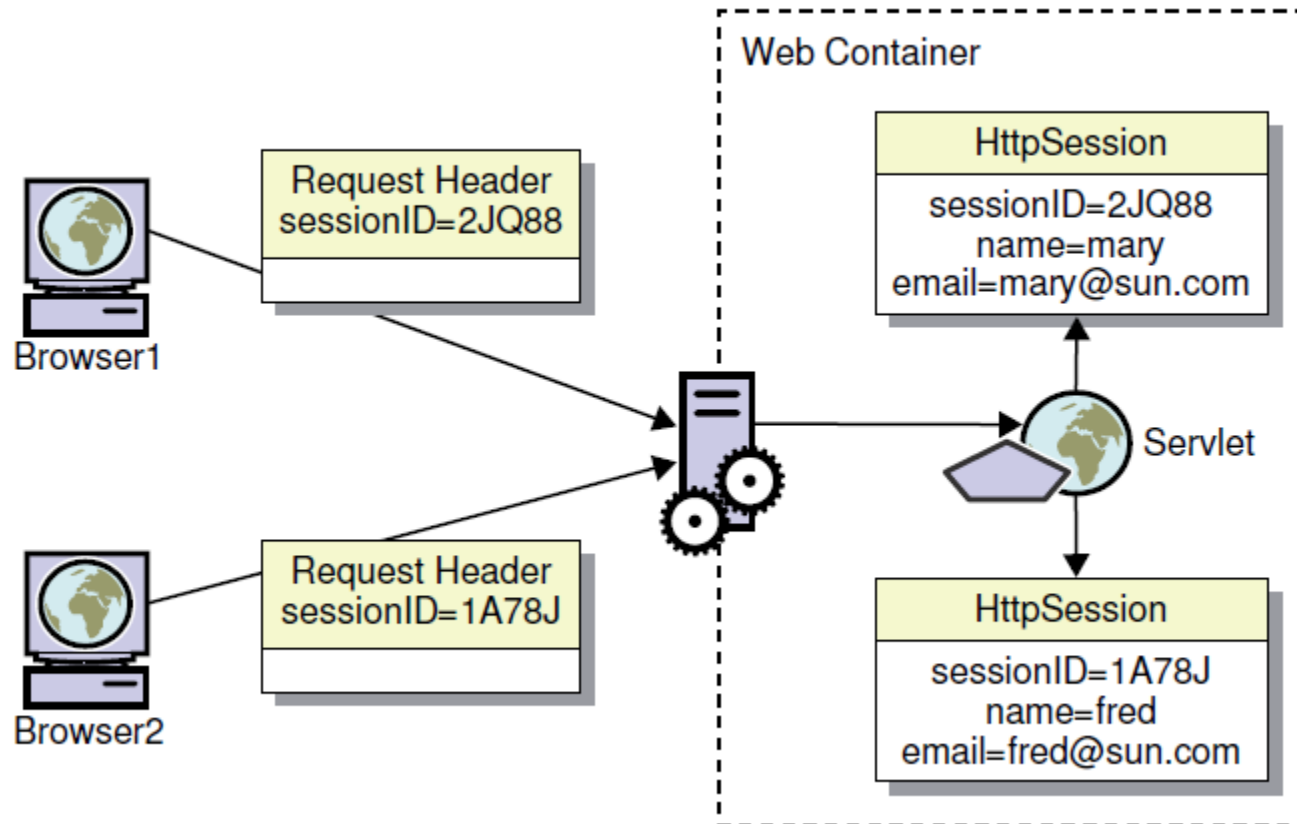 Web Container
HttpSession
sessionID=2JQ88
name=mary
email=mary@sun.com
Request Header
sessionID=2JQ88
Browser1
Servlet
Request Header
sessionID=1A78J
Browser2
HttpSession
sessionID=1A78J
name=fred
email=fred@sun.com